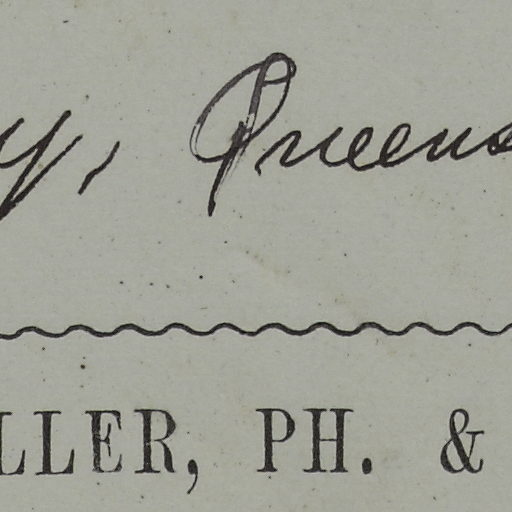 y, Queens
LLER, PH. &